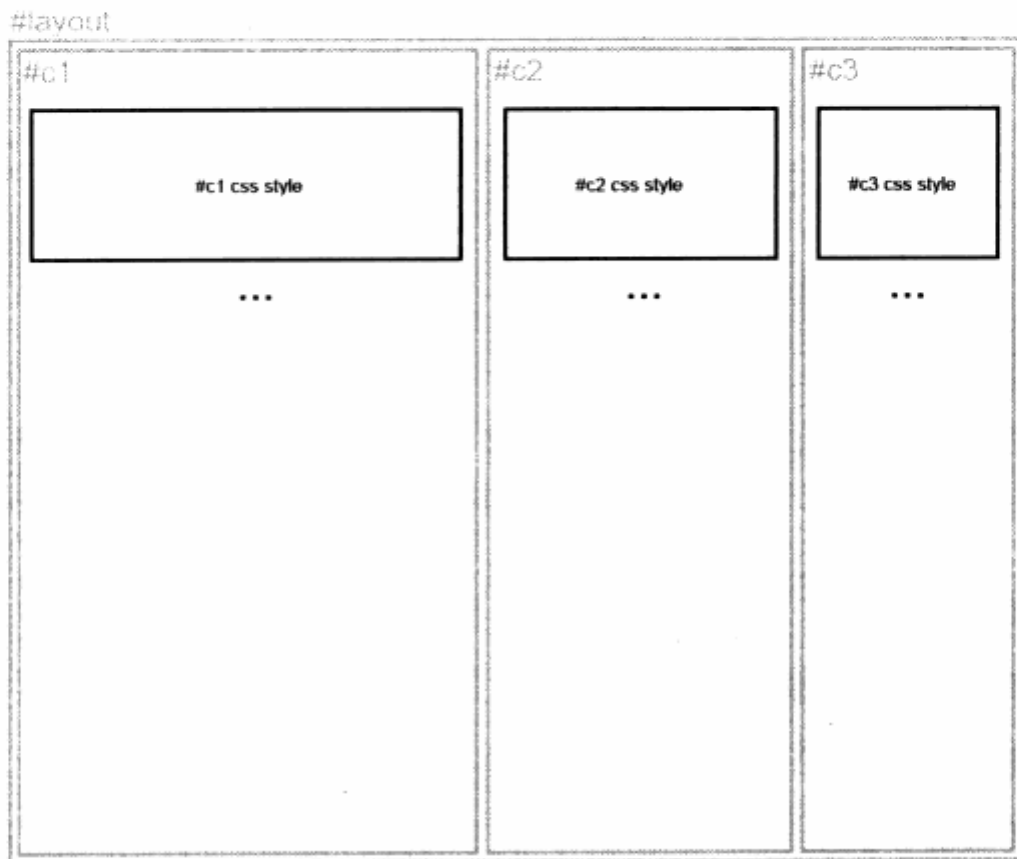 #layout
#c1
#c2
#c3
#c1 css style
#c2 css style
#c3 css style
...
...
...